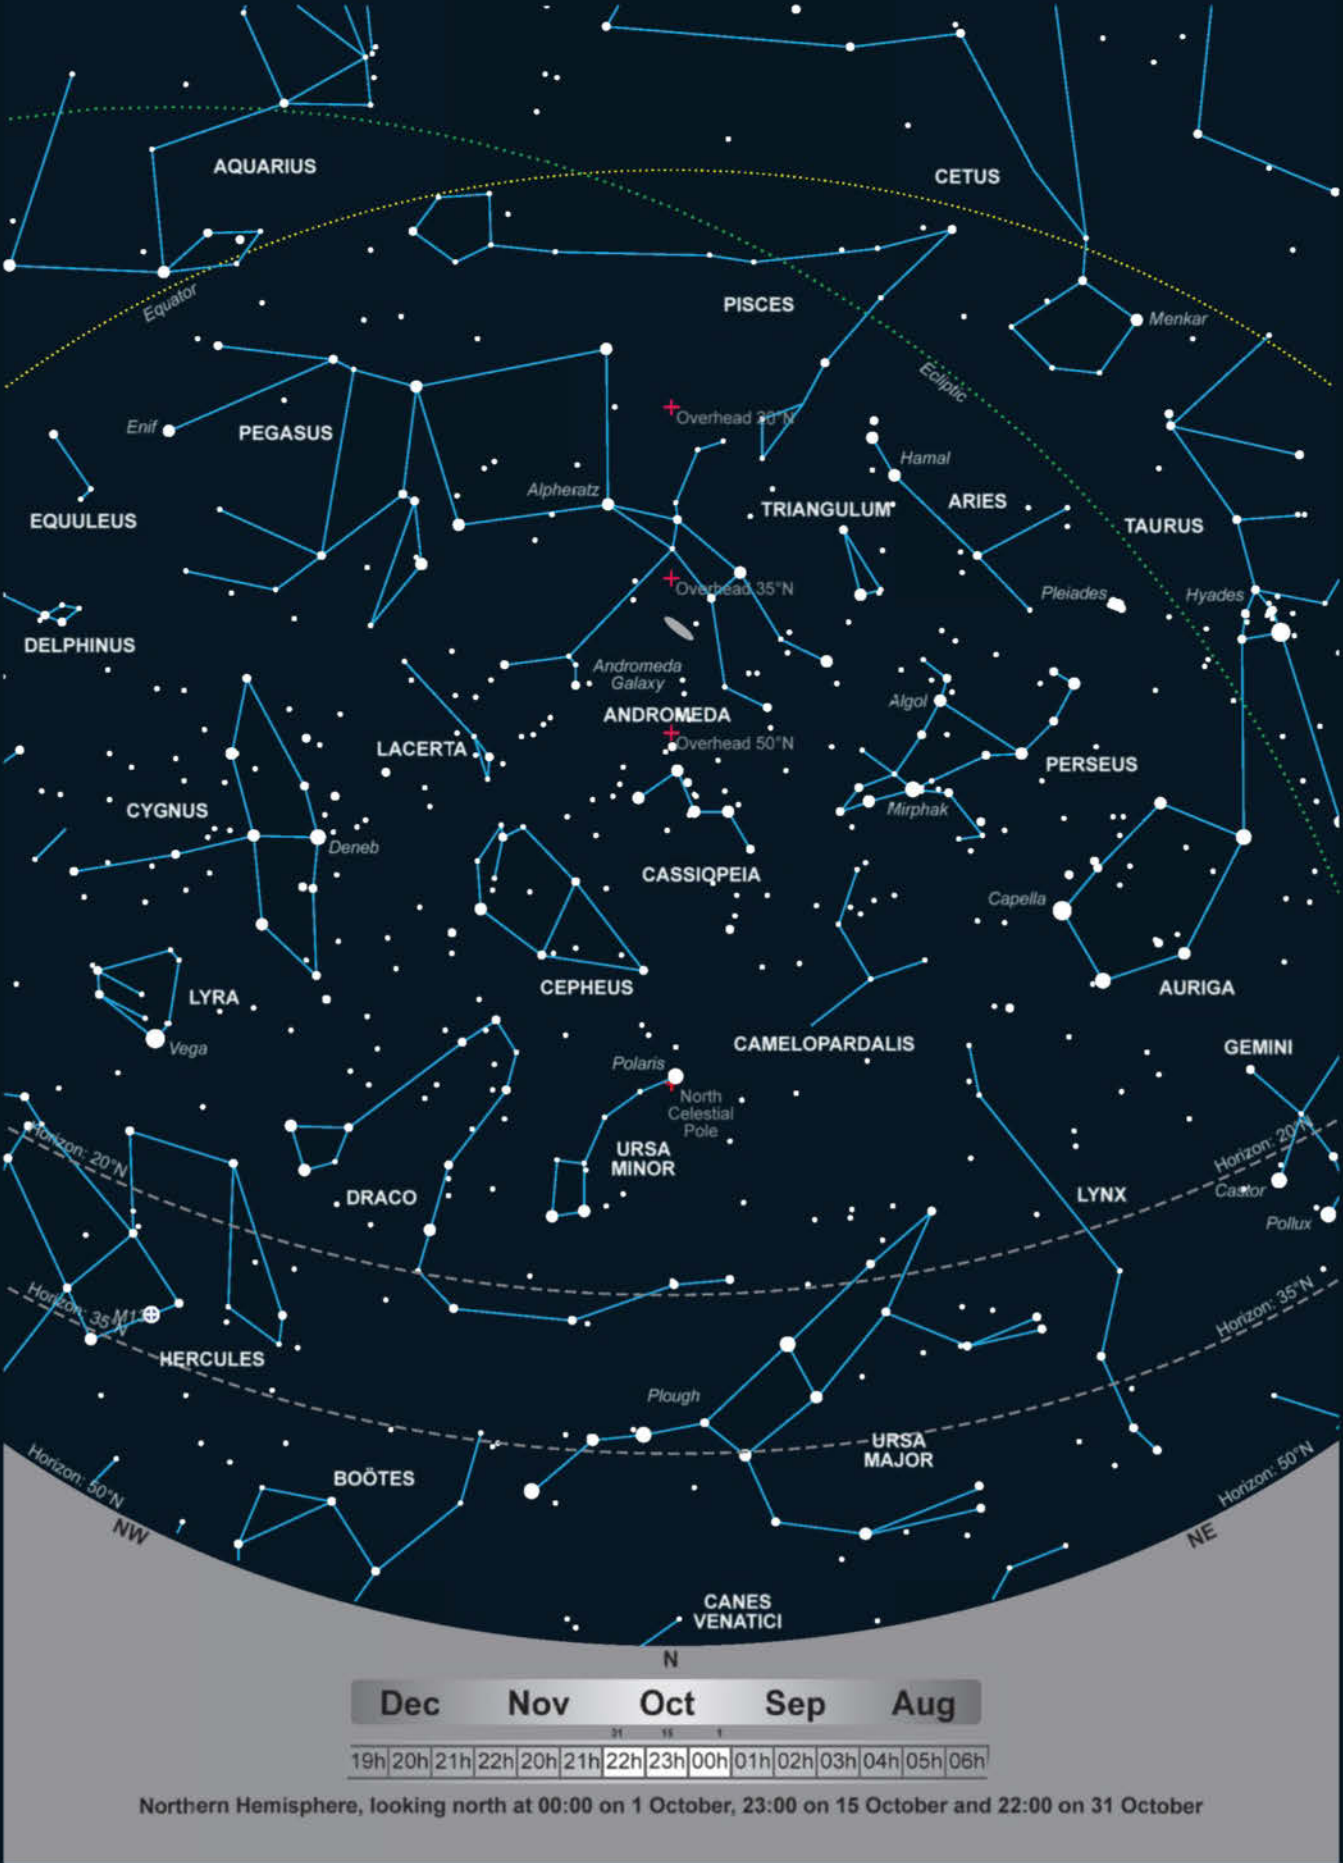 AQUARIUS
CETUS
Equator
PISCES
Menkar
Ecliptic
Overhead 20°N
Enif
PEGASUS
Hamal
Alpheratz
ARIES
TRIANGULUM
EQUULEUS
TAURUS
Overhead 35°N
Pleiades
Hyades
DELPHINUS
Andromeda
Galaxy
Algol
ANDROMEDA
Overhead 50°N
LACERTA
PERSEUS
CYGNUS
Mirphak
Deneb
CASSIOPEIA
Capella
CEPHEUS
AURIGA
LYRA
CAMELOPARDALIS
Vega
GEMINI
Polaris
North
Celestial
Pole
Horizon: 20°N
Horizon: 20°N
URSA
MINOR
DRACO
LYNX
Castor
Pollux
Horizon: 35°N
M13
Horizon: 35°N
HERCULES
Plough
URSA
MAJOR
Horizon: 50°N
BOÖTES
Horizon: 50°N
NW
NE
CANES
VENATICI
N
Dec Nov Oct Sep Aug
31 15 1
19h 20h 21h 22h 20h 21h 22h 23h 00h 01h 02h 03h 04h 05h 06h
Northern Hemisphere, looking north at 00:00 on 1 October, 23:00 on 15 October and 22:00 on 31 October